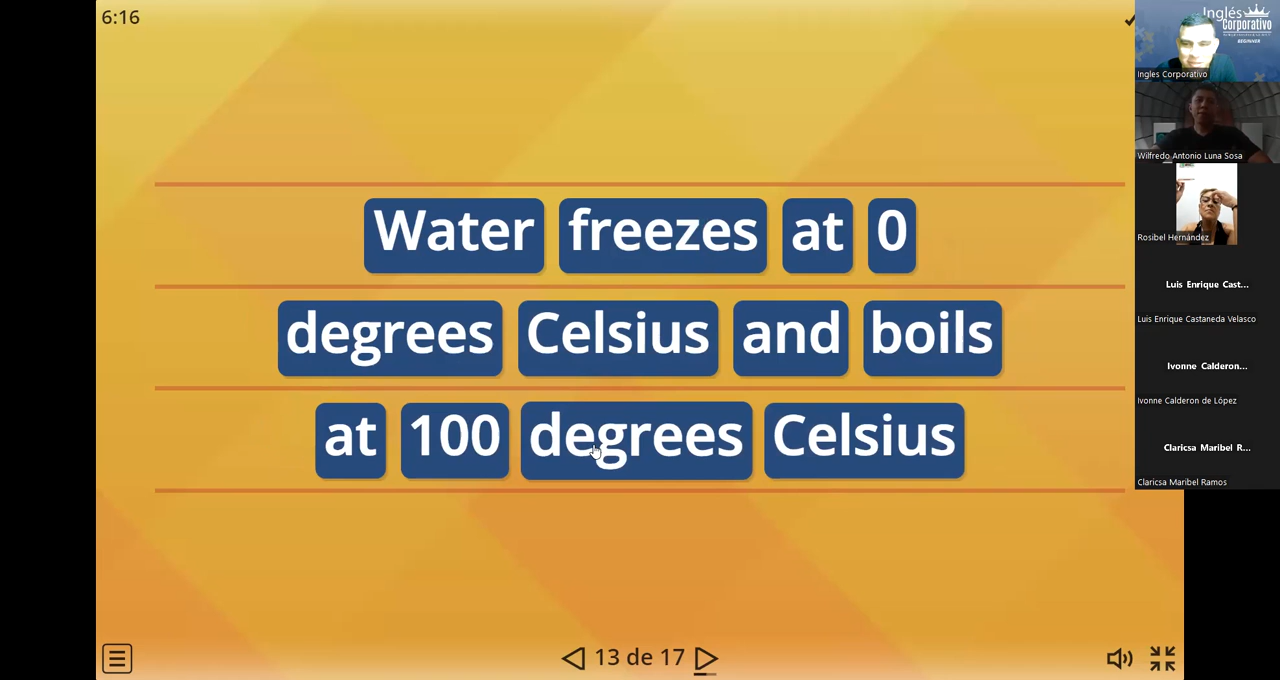 6:16
Inglés
Corporativo
BEGINNER
Ingles Corporativo
Wilfredo Antonio Luna Sosa
Rosibel Hernández
Luis Enrique Cast...
Luis Enrique Castaneda Velasco
Ivonne Calderon...
Ivonne Calderon de López
Claricsa Maribel R...
Claricsa Maribel Ramos
Water freezes at 0
degrees Celsius and boils
at 100 degrees Celsius
13 de 17